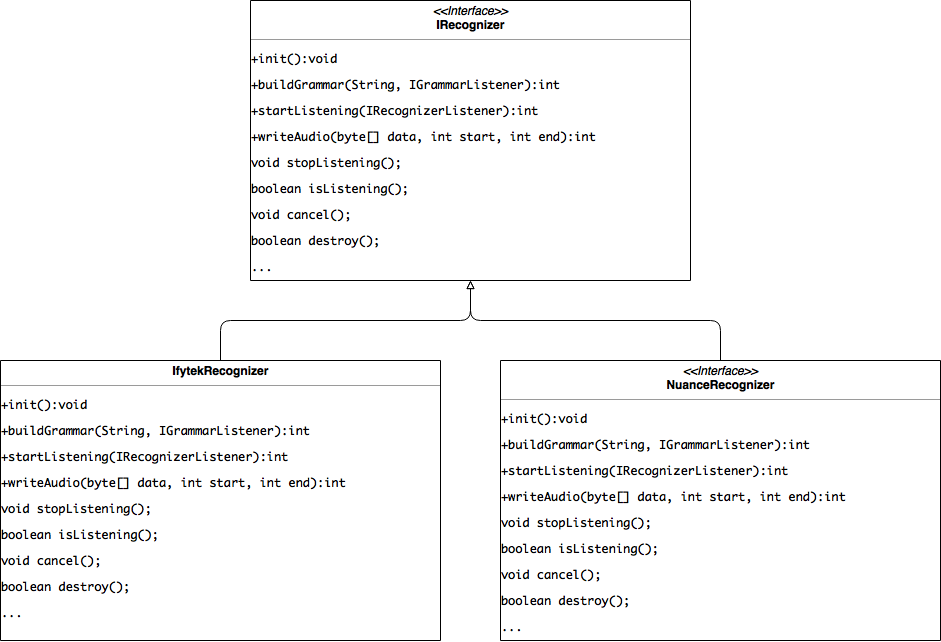 <<Interface>>
IRecognizer
+init():void
+buildGrammar(String, IGrammarListener):int
+startListening(IRecognizerListener):int
+writeAudio(byte[] data, int start, int end):int
void stopListening();
boolean isListening();
void cancel();
boolean destroy();
...
IfytekRecognizer
+init():void
+buildGrammar(String, IGrammarListener):int
+startListening(IRecognizerListener):int
+writeAudio(byte[] data, int start, int end):int
void stopListening();
boolean isListening();
void cancel();
boolean destroy();
...
<<Interface>>
NuanceRecognizer
+init():void
+buildGrammar(String, IGrammarListener):int
+startListening(IRecognizerListener):int
+writeAudio(byte[] data, int start, int end):int
void stopListening();
boolean isListening();
void cancel();
boolean destroy();
...